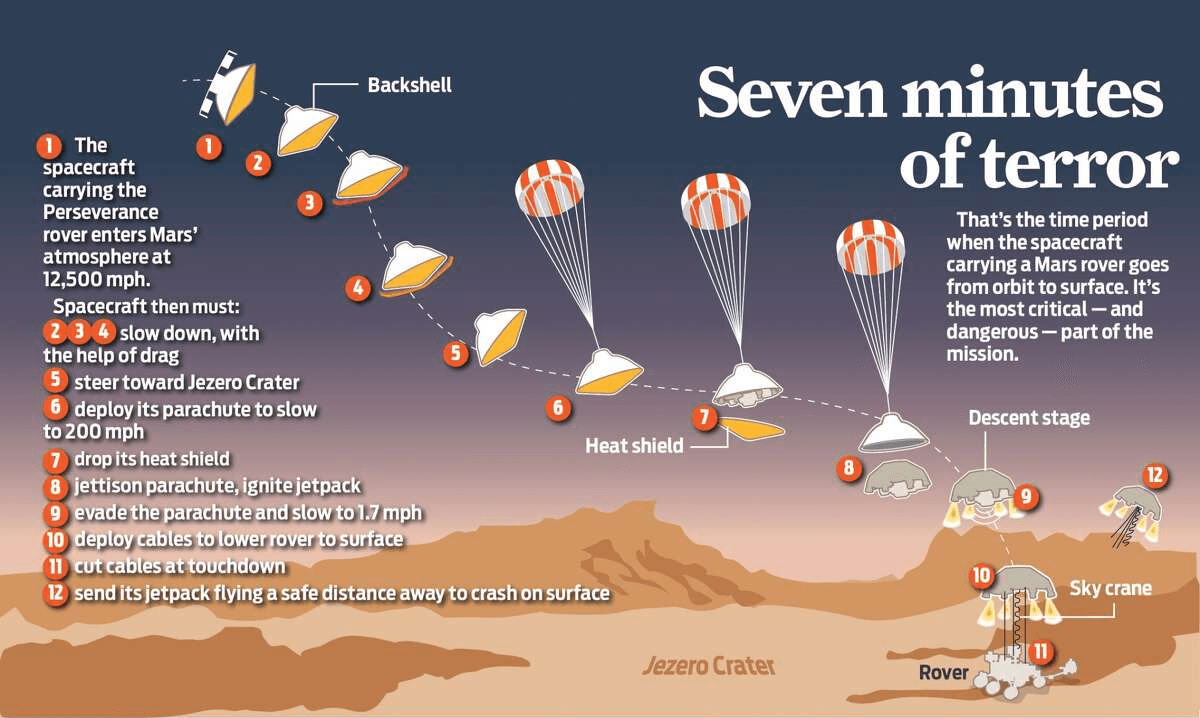 Seven minutes
of terror
That's the time period
when the spacecraft
carrying a Mars rover goes
from orbit to surface. It's
the most critical — and
dangerous — part of the
mission.
Backshell
1
2
3
4
5
6
7
8
9
10
11
12
1 The
spacecraft
carrying the
Perseverance
rover enters Mars'
atmosphere at
12,500 mph.
Spacecraft then must:
2 3 4 slow down, with
the help of drag
5 steer toward Jezero Crater
6 deploy its parachute to slow
to 200 mph
7 drop its heat shield
8 jettison parachute, ignite jetpack
9 evade the parachute and slow to 1.7 mph
10 deploy cables to lower rover to surface
11 cut cables at touchdown
12 send its jetpack flying a safe distance away to crash on surface
Heat shield
Descent stage
Sky crane
Rover
Jezero Crater